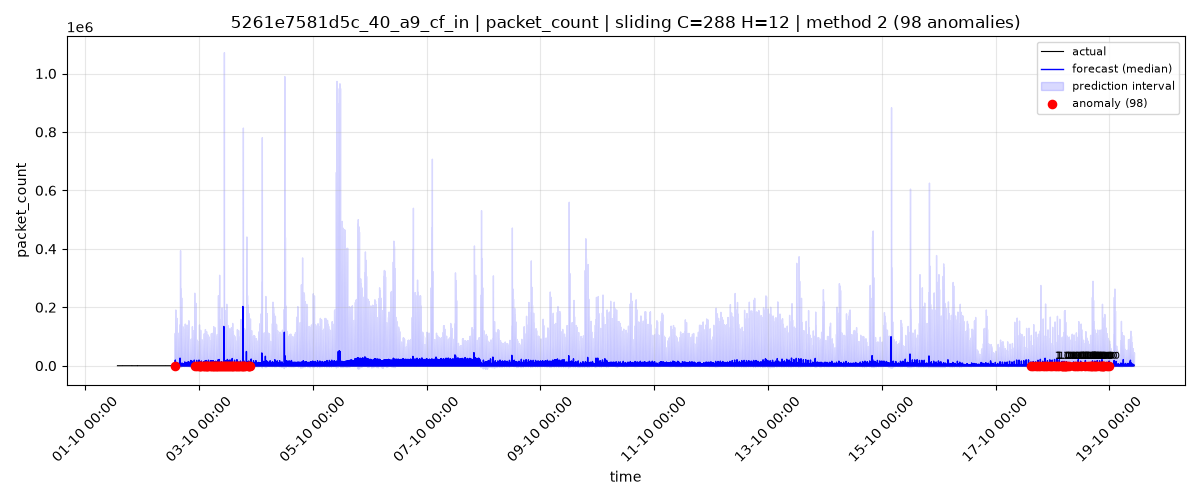 5261e7581d5c_40_a9_cf_in | packet_count | sliding C=288 H=12 | method 2 (98 anomalies)
1e6
actual
forecast (median)
prediction interval
anomaly (98)
packet_count
1.0
0.8
0.6
0.4
0.2
0.0
01-10 00:00
03-10 00:00
05-10 00:00
07-10 00:00
09-10 00:00
11-10 00:00
13-10 00:00
15-10 00:00
17-10 00:00
19-10 00:00
time